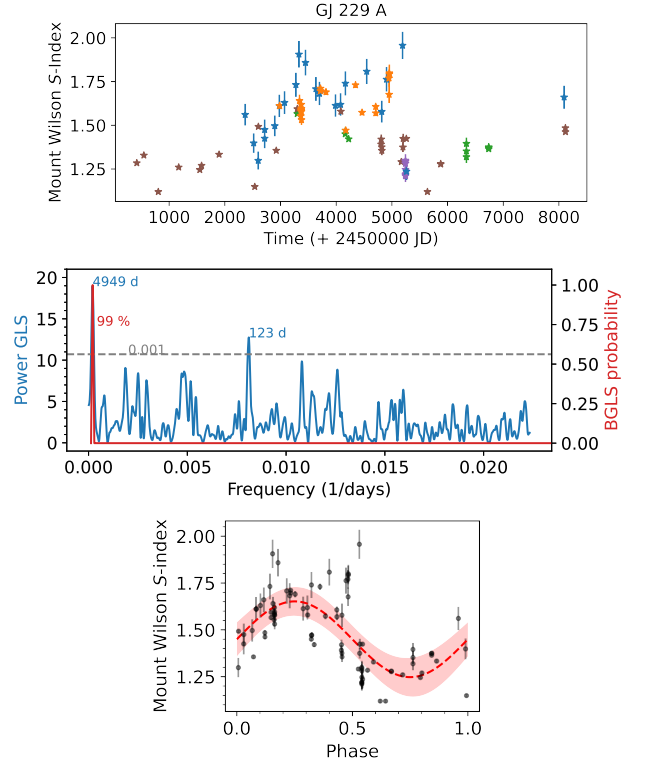 GJ 229 A
Mount Wilson S-Index
2.00
1.75
1.50
1.25
1000 2000 3000 4000 5000 6000 7000 8000
Time (+ 2450000 JD)
Power GLS
20
15
10
5
0
4949 d
99 %
0.001
123 d
1.00
0.75
0.50
0.25
0.00
BGLS probability
0.000 0.005 0.010 0.015 0.020
Frequency (1/days)
Mount Wilson S-index
2.00
1.75
1.50
1.25
0.0 0.5 1.0
Phase